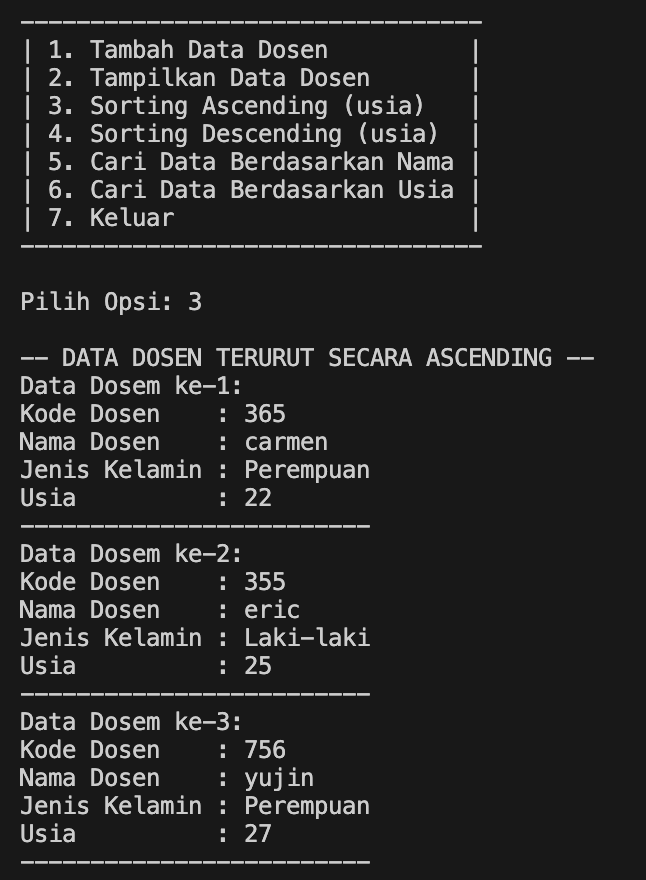 ---------------------------------
| 1. Tambah Data Dosen          |
| 2. Tampilkan Data Dosen       |
| 3. Sorting Ascending (usia)   |
| 4. Sorting Descending (usia)  |
| 5. Cari Data Berdasarkan Nama |
| 6. Cari Data Berdasarkan Usia |
| 7. Keluar                     |
---------------------------------
Pilih Opsi: 3
-- DATA DOSEN TERURUT SECARA ASCENDING --
Data Dosem ke-1:
Kode Dosen    : 365
Nama Dosen    : carmen
Jenis Kelamin : Perempuan
Usia          : 22
-------------------------
Data Dosem ke-2:
Kode Dosen    : 355
Nama Dosen    : eric
Jenis Kelamin : Laki-laki
Usia          : 25
-------------------------
Data Dosem ke-3:
Kode Dosen    : 756
Nama Dosen    : yujin
Jenis Kelamin : Perempuan
Usia          : 27
-------------------------